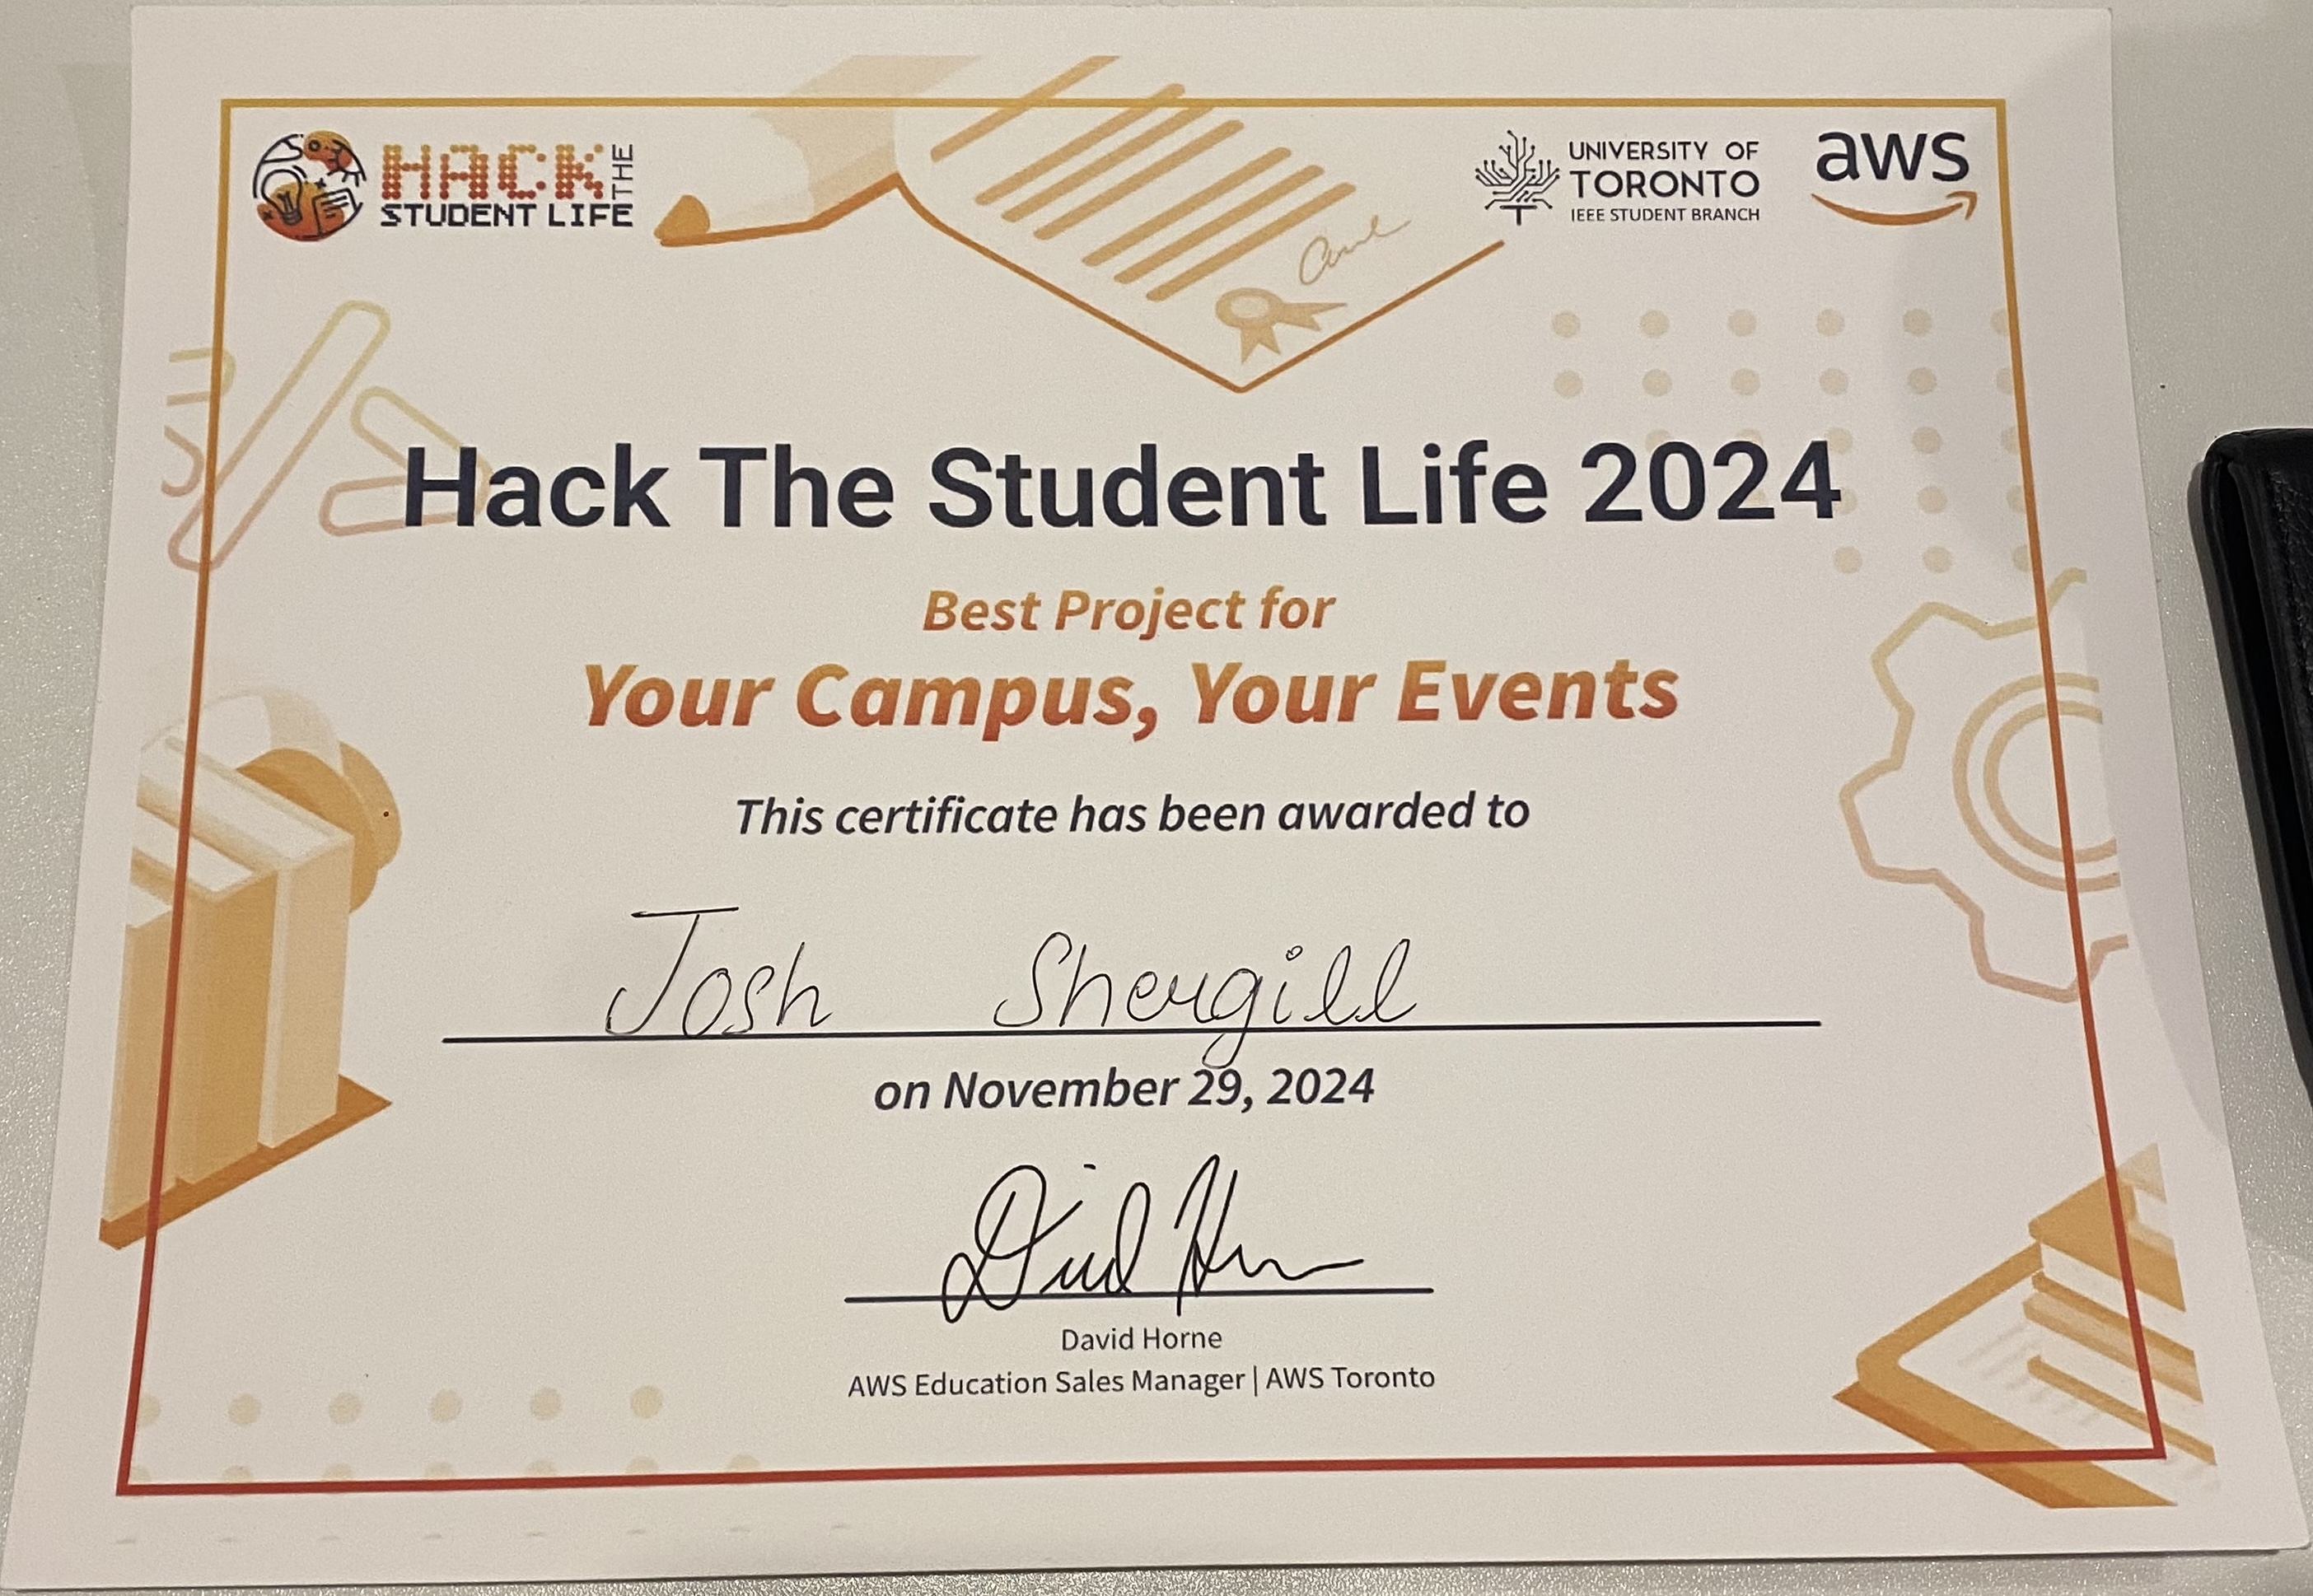 HACK THE
STUDENT LIFE
UNIVERSITY OF
TORONTO
IEEE STUDENT BRANCH
aws
Hack The Student Life 2024
Best Project for
Your Campus, Your Events
This certificate has been awarded to
Josh Shergill
on November 29, 2024
David Horne
AWS Education Sales Manager | AWS Toronto